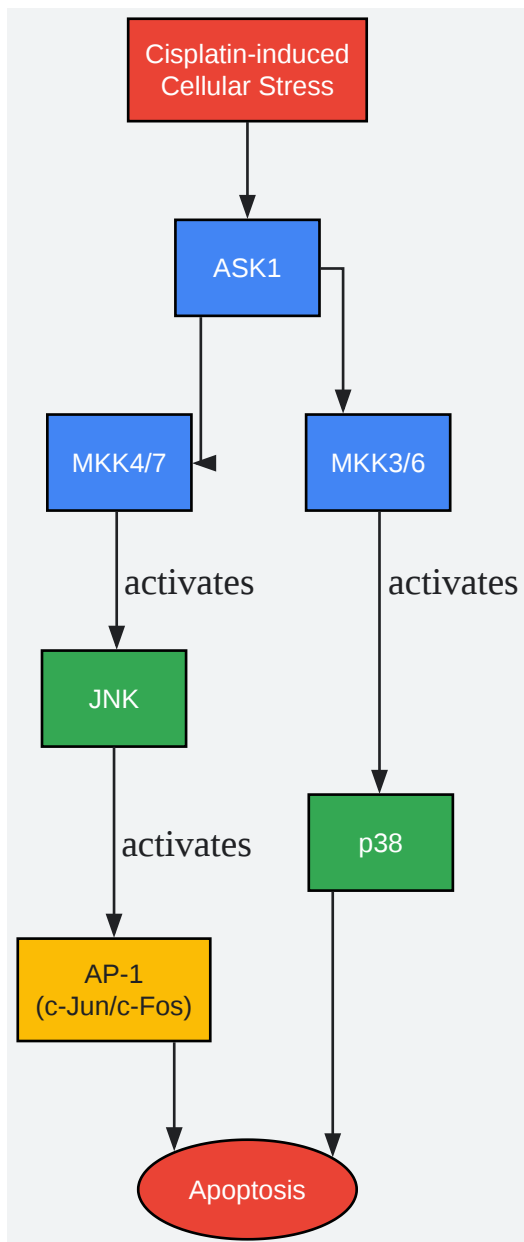 Cisplatin-induced
Cellular Stress
ASK1
MKK4/7
MKK3/6
activates
activates
JNK
activates
p38
AP-1
(c-Jun/c-Fos)
Apoptosis